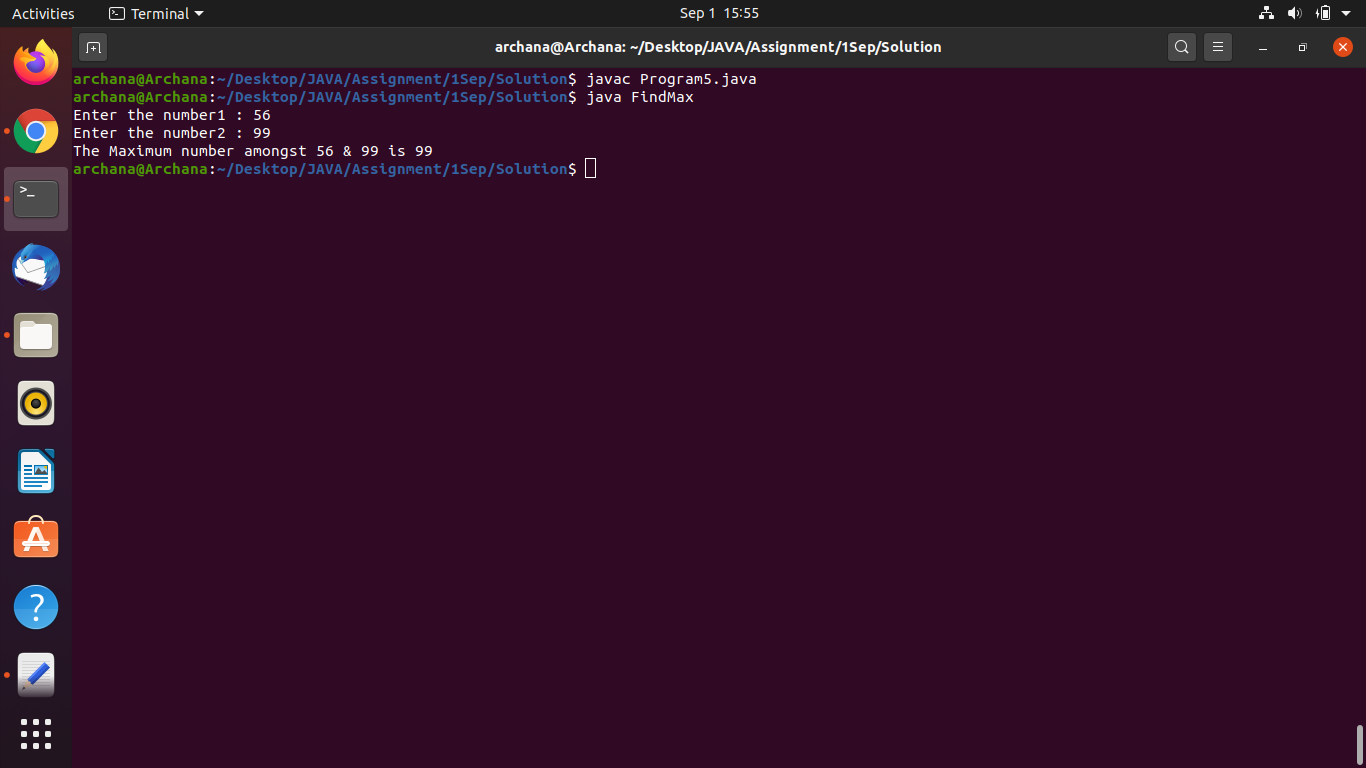 Activities Terminal Sep 1 15:55
archana@Archana: ~/Desktop/JAVA/Assignment/1Sep/Solution
archana@Archana:~/Desktop/JAVA/Assignment/1Sep/Solution$ javac Program5.java
archana@Archana:~/Desktop/JAVA/Assignment/1Sep/Solution$ java FindMax
Enter the number1 : 56
Enter the number2 : 99
The Maximum number amongst 56 & 99 is 99
archana@Archana:~/Desktop/JAVA/Assignment/1Sep/Solution$